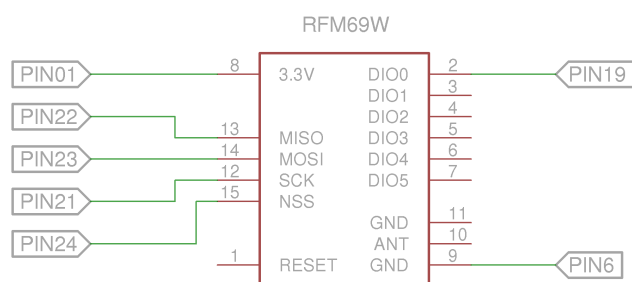 RFM69W
PIN01 8 3.3V DIO0 2 PIN19
DIO1 3
PIN22 DIO2 4
13 MISO DIO3 5
PIN23 14 MOSI DIO4 6
12 SCK DIO5 7
PIN21 15 NSS
GND 11
PIN24 ANT 10
1 RESET GND 9 PIN6